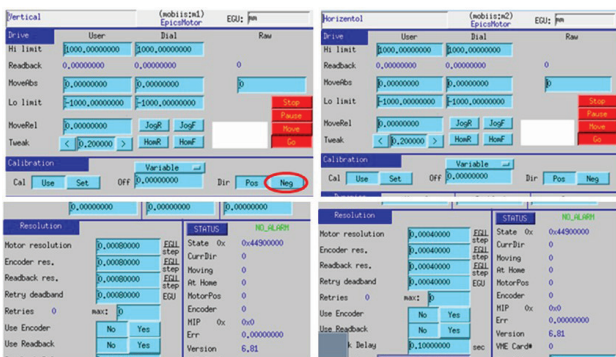 Vertical
(mobiis:m1)
EpicsMotor
EGU: mm
Drive User Dial Raw
Hi limit 1000.00000000 1000.00000000
Readback 0.00000000 0.00000000 0
MoveAbs 0.00000000 0.00000000 0
Lo limit -1000.00000000 -1000.00000000 Stop
Pause
MoveRel 0.00000000 JogR JogF Move
Tweak < 0.200000 > HomR HomF Go
Calibration Variable
Cal Use Set Off 0.00000000 Dir Pos Neg
0.00000000 0.00000000 0.00000000
Resolution STATUS NO_ALARM
Motor resolution 0.00080000 EGU step State 0x 0x44900000
Encoder res. 0.00080000 EGU step CurrDir 0
Readback res. 0.00080000 EGU step Moving 0
Retry deadband 0.00080000 EGU At Home 0
MotorPos 0
Retries 0 max: 0 Encoder 0
Use Encoder No Yes MIP 0x 0x0
Err 0.00000000
Use Readback No Yes Version 6.81
Horizontol
(mobiis:m2)
EpicsMotor
EGU: mm
Drive User Dial Raw
Hi limit 1000.00000000 1000.00000000
Readback 0.00000000 0.00000000 0
MoveAbs 0.00000000 0.00000000 0
Lo limit -1000.00000000 -1000.00000000 Stop
Pause
MoveRel 0.00000000 JogR JogF Move
Tweak < 0.200000 > HomR HomF Go
Calibration Variable
Cal Use Set Off 0.00000000 Dir Pos Neg
Resolution STATUS NO_ALARM
Motor resolution 0.00040000 EGU step State 0x 0x44900000
Encoder res. 0.00040000 EGU step CurrDir 0
Readback res. 0.00040000 EGU step Moving 0
Retry deadband 0.00040000 EGU At Home 0
MotorPos 0
Retries 0 max: 0 Encoder 0
Use Encoder No Yes MIP 0x 0x0
Err 0.00000000
Use Readback No Yes Version 6.81
Delay 0.10000000 sec VME Card# 0